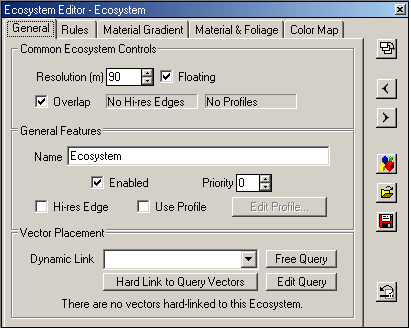 Ecosystem Editor - Ecosystem
General Rules Material Gradient Material & Foliage Color Map
Common Ecosystem Controls
Resolution (m) 90 Floating
Overlap No Hi-res Edges No Profiles
General Features
Name Ecosystem
Enabled Priority 0
Hi-res Edge Use Profile Edit Profile...
Vector Placement
Dynamic Link Free Query
Hard Link to Query Vectors Edit Query
There are no vectors hard-linked to this Ecosystem.